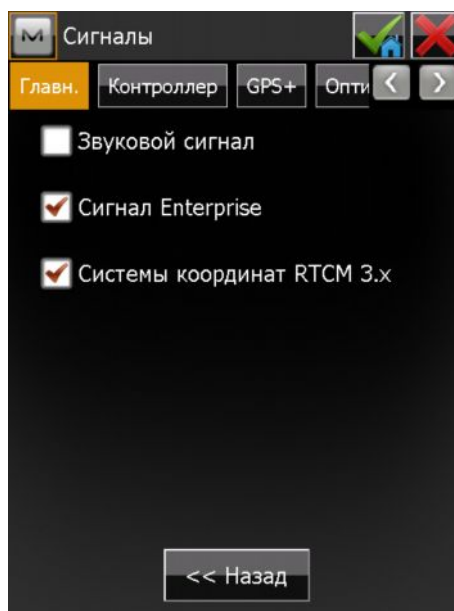 Сигналы
Главн. Контроллер GPS+ Опти
Звуковой сигнал
Сигнал Enterprise
Системы координат RTCM 3.x
<< Назад